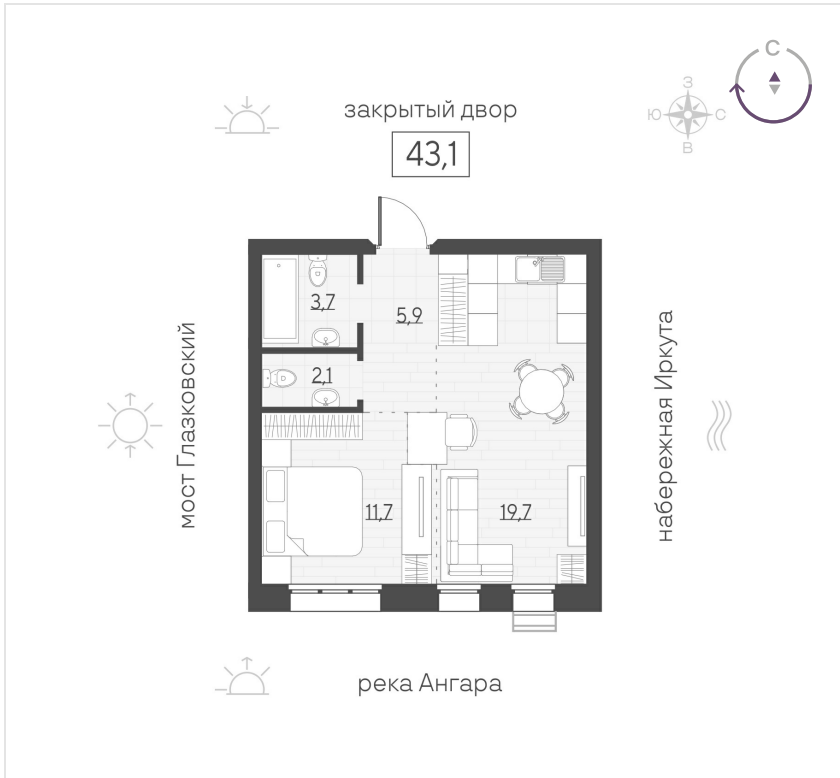 С
закрытый двор
З
Ю
С
В
43,1
3,7
5,9
2,1
мост Глазковский
набережная Иркута
11,7
19,7
река Ангара